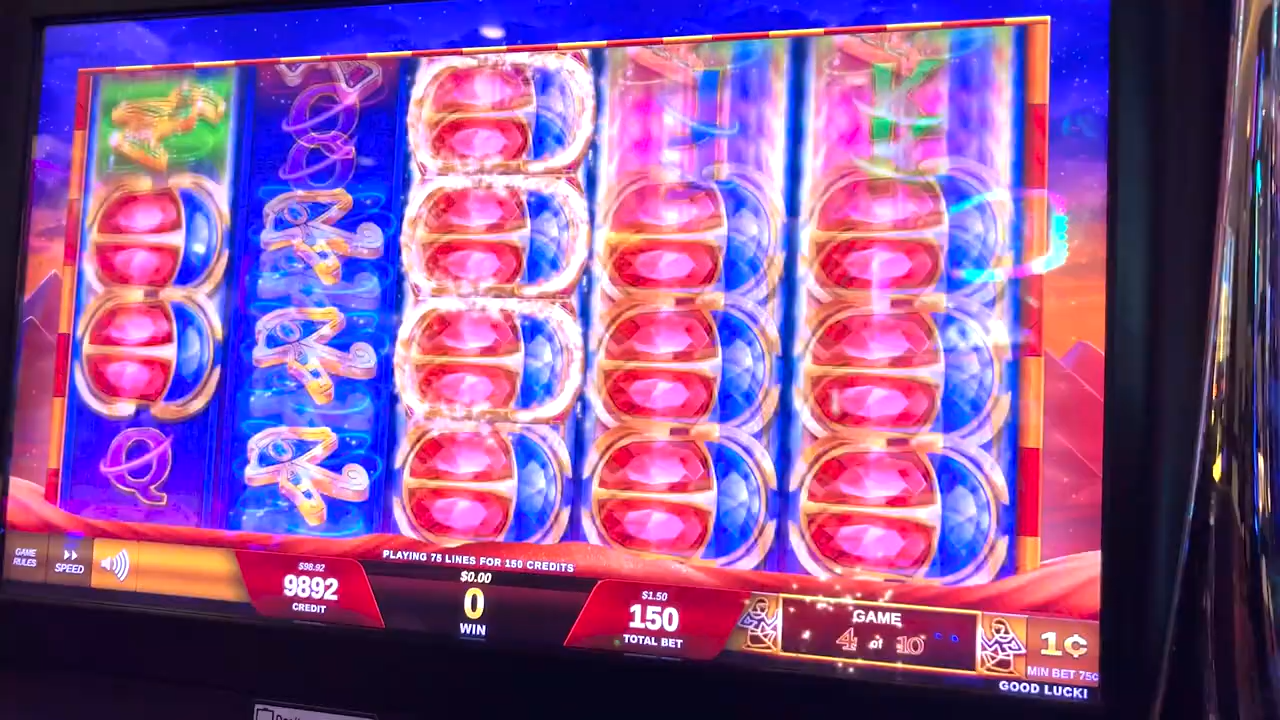 A
Q
Q
J
K
Q
GAME RULES
SPEED
PLAYING 75 LINES FOR 150 CREDITS
$98.92
9892
CREDIT
$0.00
0
WIN
$1.50
150
TOTAL BET
GAME
4 of 10
1¢
MIN BET 75¢
GOOD LUCK!